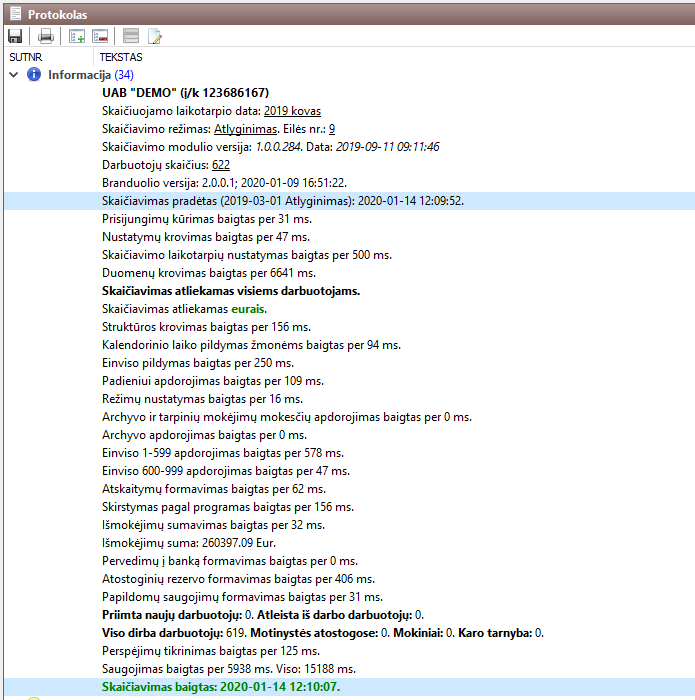 Protokolas
SUTNR TEKSTAS
Informacija (34)
UAB "DEMO" (į/k 123686167)
Skaičiuojamo laikotarpio data: 2019 kovas
Skaičiavimo režimas: Atlyginimas. Eilės nr.: 9
Skaičiavimo modulio versija: 1.0.0.284. Data: 2019-09-11 09:11:46
Darbuotojų skaičius: 622
Branduolio versija: 2.0.0.1; 2020-01-09 16:51:22.
Skaičiavimas pradėtas (2019-03-01 Atlyginimas): 2020-01-14 12:09:52.
Prisijungimų kūrimas baigtas per 31 ms.
Nustatymų krovimas baigtas per 47 ms.
Skaičiavimo laikotarpių nustatymas baigtas per 500 ms.
Duomenų krovimas baigtas per 6641 ms.
Skaičiavimas atliekamas visiems darbuotojams.
Skaičiavimas atliekamas eurais.
Struktūros krovimas baigtas per 156 ms.
Kalendorinio laiko pildymas žmonėms baigtas per 94 ms.
Einviso pildymas baigtas per 250 ms.
Padieniui apdorojimas baigtas per 109 ms.
Režimų nustatymas baigtas per 16 ms.
Archyvo ir tarpinių mokėjimų mokesčių apdorojimas baigtas per 0 ms.
Archyvo apdorojimas baigtas per 0 ms.
Einviso 1-599 apdorojimas baigtas per 578 ms.
Einviso 600-999 apdorojimas baigtas per 47 ms.
Atskaitymų formavimas baigtas per 62 ms.
Skirstymas pagal programas baigtas per 156 ms.
Išmokėjimų sumavimas baigtas per 32 ms.
Išmokėjimų suma: 260397.09 Eur.
Pervedimų į banką formavimas baigtas per 0 ms.
Atostoginių rezervo formavimas baigtas per 406 ms.
Papildomų saugojimų formavimas baigtas per 31 ms.
Priimta naujų darbuotojų: 0. Atleista iš darbo darbuotojų: 0.
Viso dirba darbuotojų: 619. Motinystės atostogose: 0. Mokiniai: 0. Karo tarnyba: 0.
Perspėjimų tikrinimas baigtas per 125 ms.
Saugojimas baigtas per 5938 ms. Viso: 15188 ms.
Skaičiavimas baigtas: 2020-01-14 12:10:07.